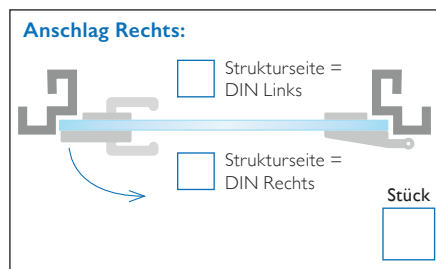 Anschlag Rechts:
Strukturseite =
DIN Links
Strukturseite =
DIN Rechts
Stück